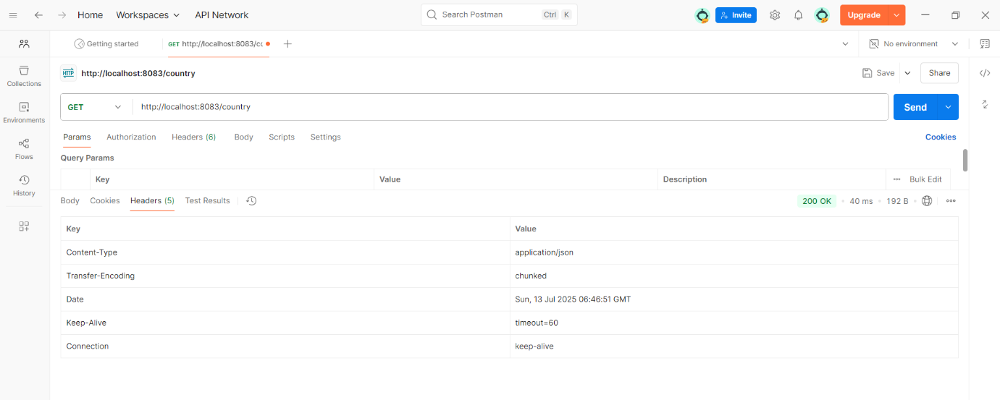 Home Workspaces API Network Search Postman Ctrl K Invite Upgrade
Getting started GET http://localhost:8083/cc No environment
HTTP http://localhost:8083/country Save Share
Collections
GET http://localhost:8083/country Send
Environments
Params Authorization Headers (6) Body Scripts Settings Cookies
Flows
Query Params
Key Value Description Bulk Edit
History
Body Cookies Headers (5) Test Results 200 OK 40 ms 192 B
Key Value
Content-Type application/json
Transfer-Encoding chunked
Date Sun, 13 Jul 2025 06:46:51 GMT
Keep-Alive timeout=60
Connection keep-alive